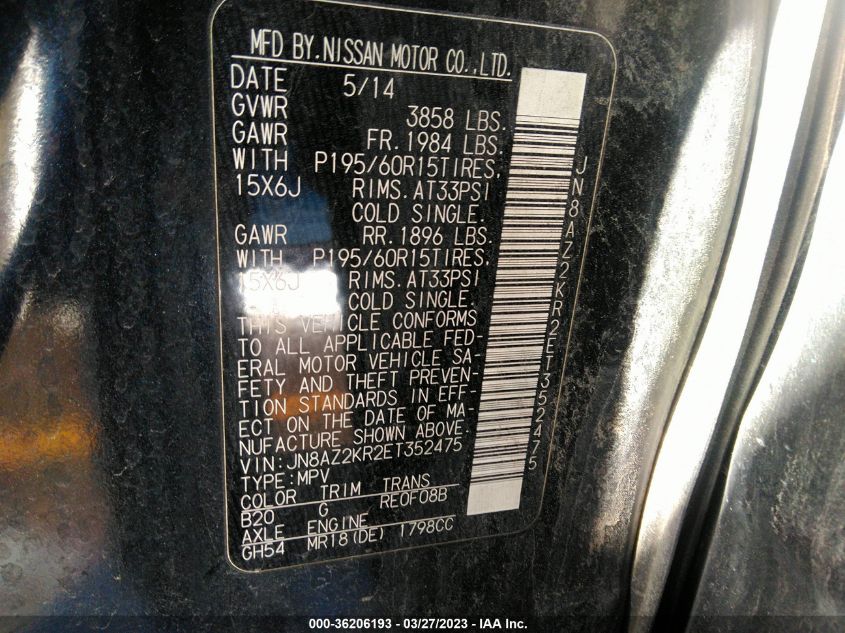 MFD BY. NISSAN MOTOR CO., LTD.
DATE 5/14
GVWR 3858 LBS.
GAWR FR. 1984 LBS.
WITH P195/60R15TIRES,
15X6J RIMS. AT33PSI
COLD SINGLE.
GAWR RR. 1896 LBS.
WITH P195/60R15TIRES,
15X6J RIMS. AT33PSI
COLD SINGLE.
THIS VEHICLE CONFORMS
TO ALL APPLICABLE FED-
ERAL MOTOR VEHICLE SA-
FETY AND THEFT PREVEN-
TION STANDARDS IN EFF-
ECT ON THE DATE OF MA-
NUFACTURE SHOWN ABOVE.
VIN:JN8AZ2KR2ET352475
TYPE:MPV
COLOR TRIM TRANS
B20 G RE0F08B
AXLE ENGINE
GH54 MR18(DE) 1798CC
JN8AZ2KR2ET352475
000-36206193 - 03/27/2023 - IAA Inc.